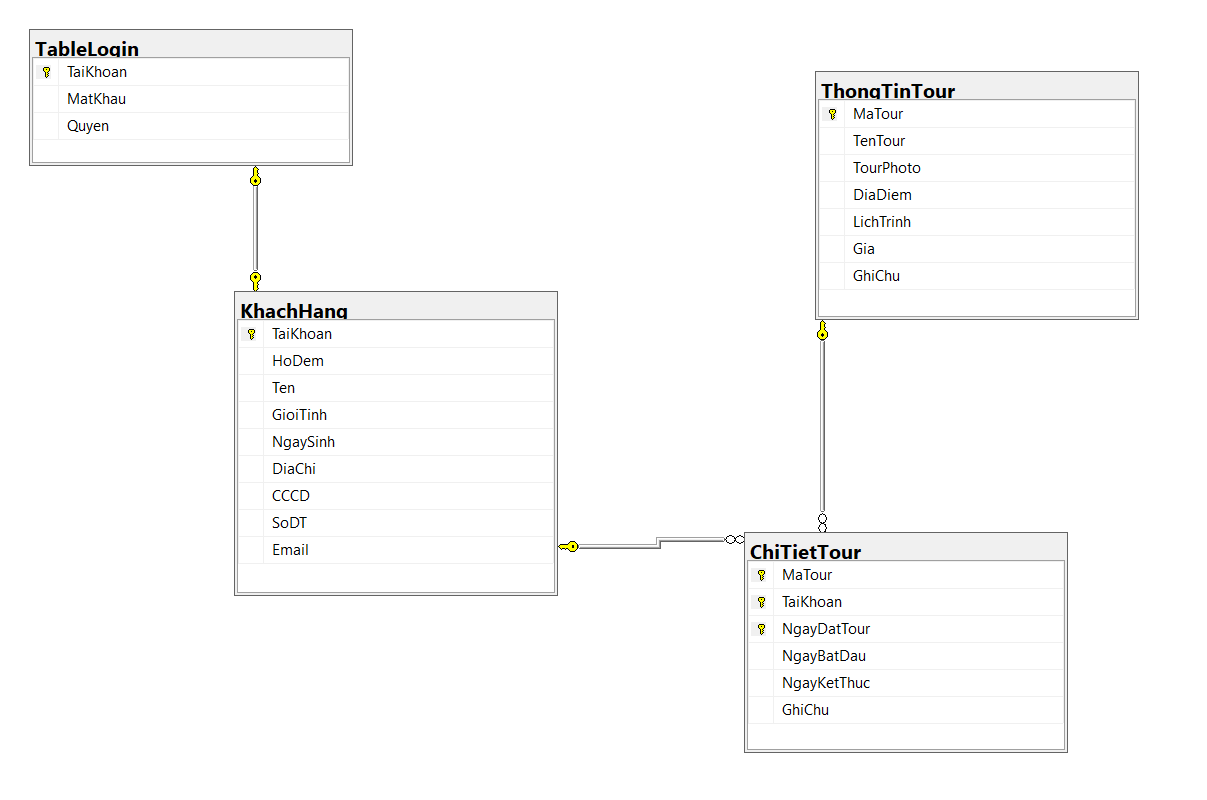 TableLogin
TaiKhoan
MatKhau
Quyen
ThongTinTour
MaTour
TenTour
TourPhoto
DiaDiem
LichTrinh
Gia
GhiChu
KhachHang
TaiKhoan
HoDem
Ten
GioiTinh
NgaySinh
DiaChi
CCCD
SoDT
Email
ChiTietTour
MaTour
TaiKhoan
NgayDatTour
NgayBatDau
NgayKetThuc
GhiChu